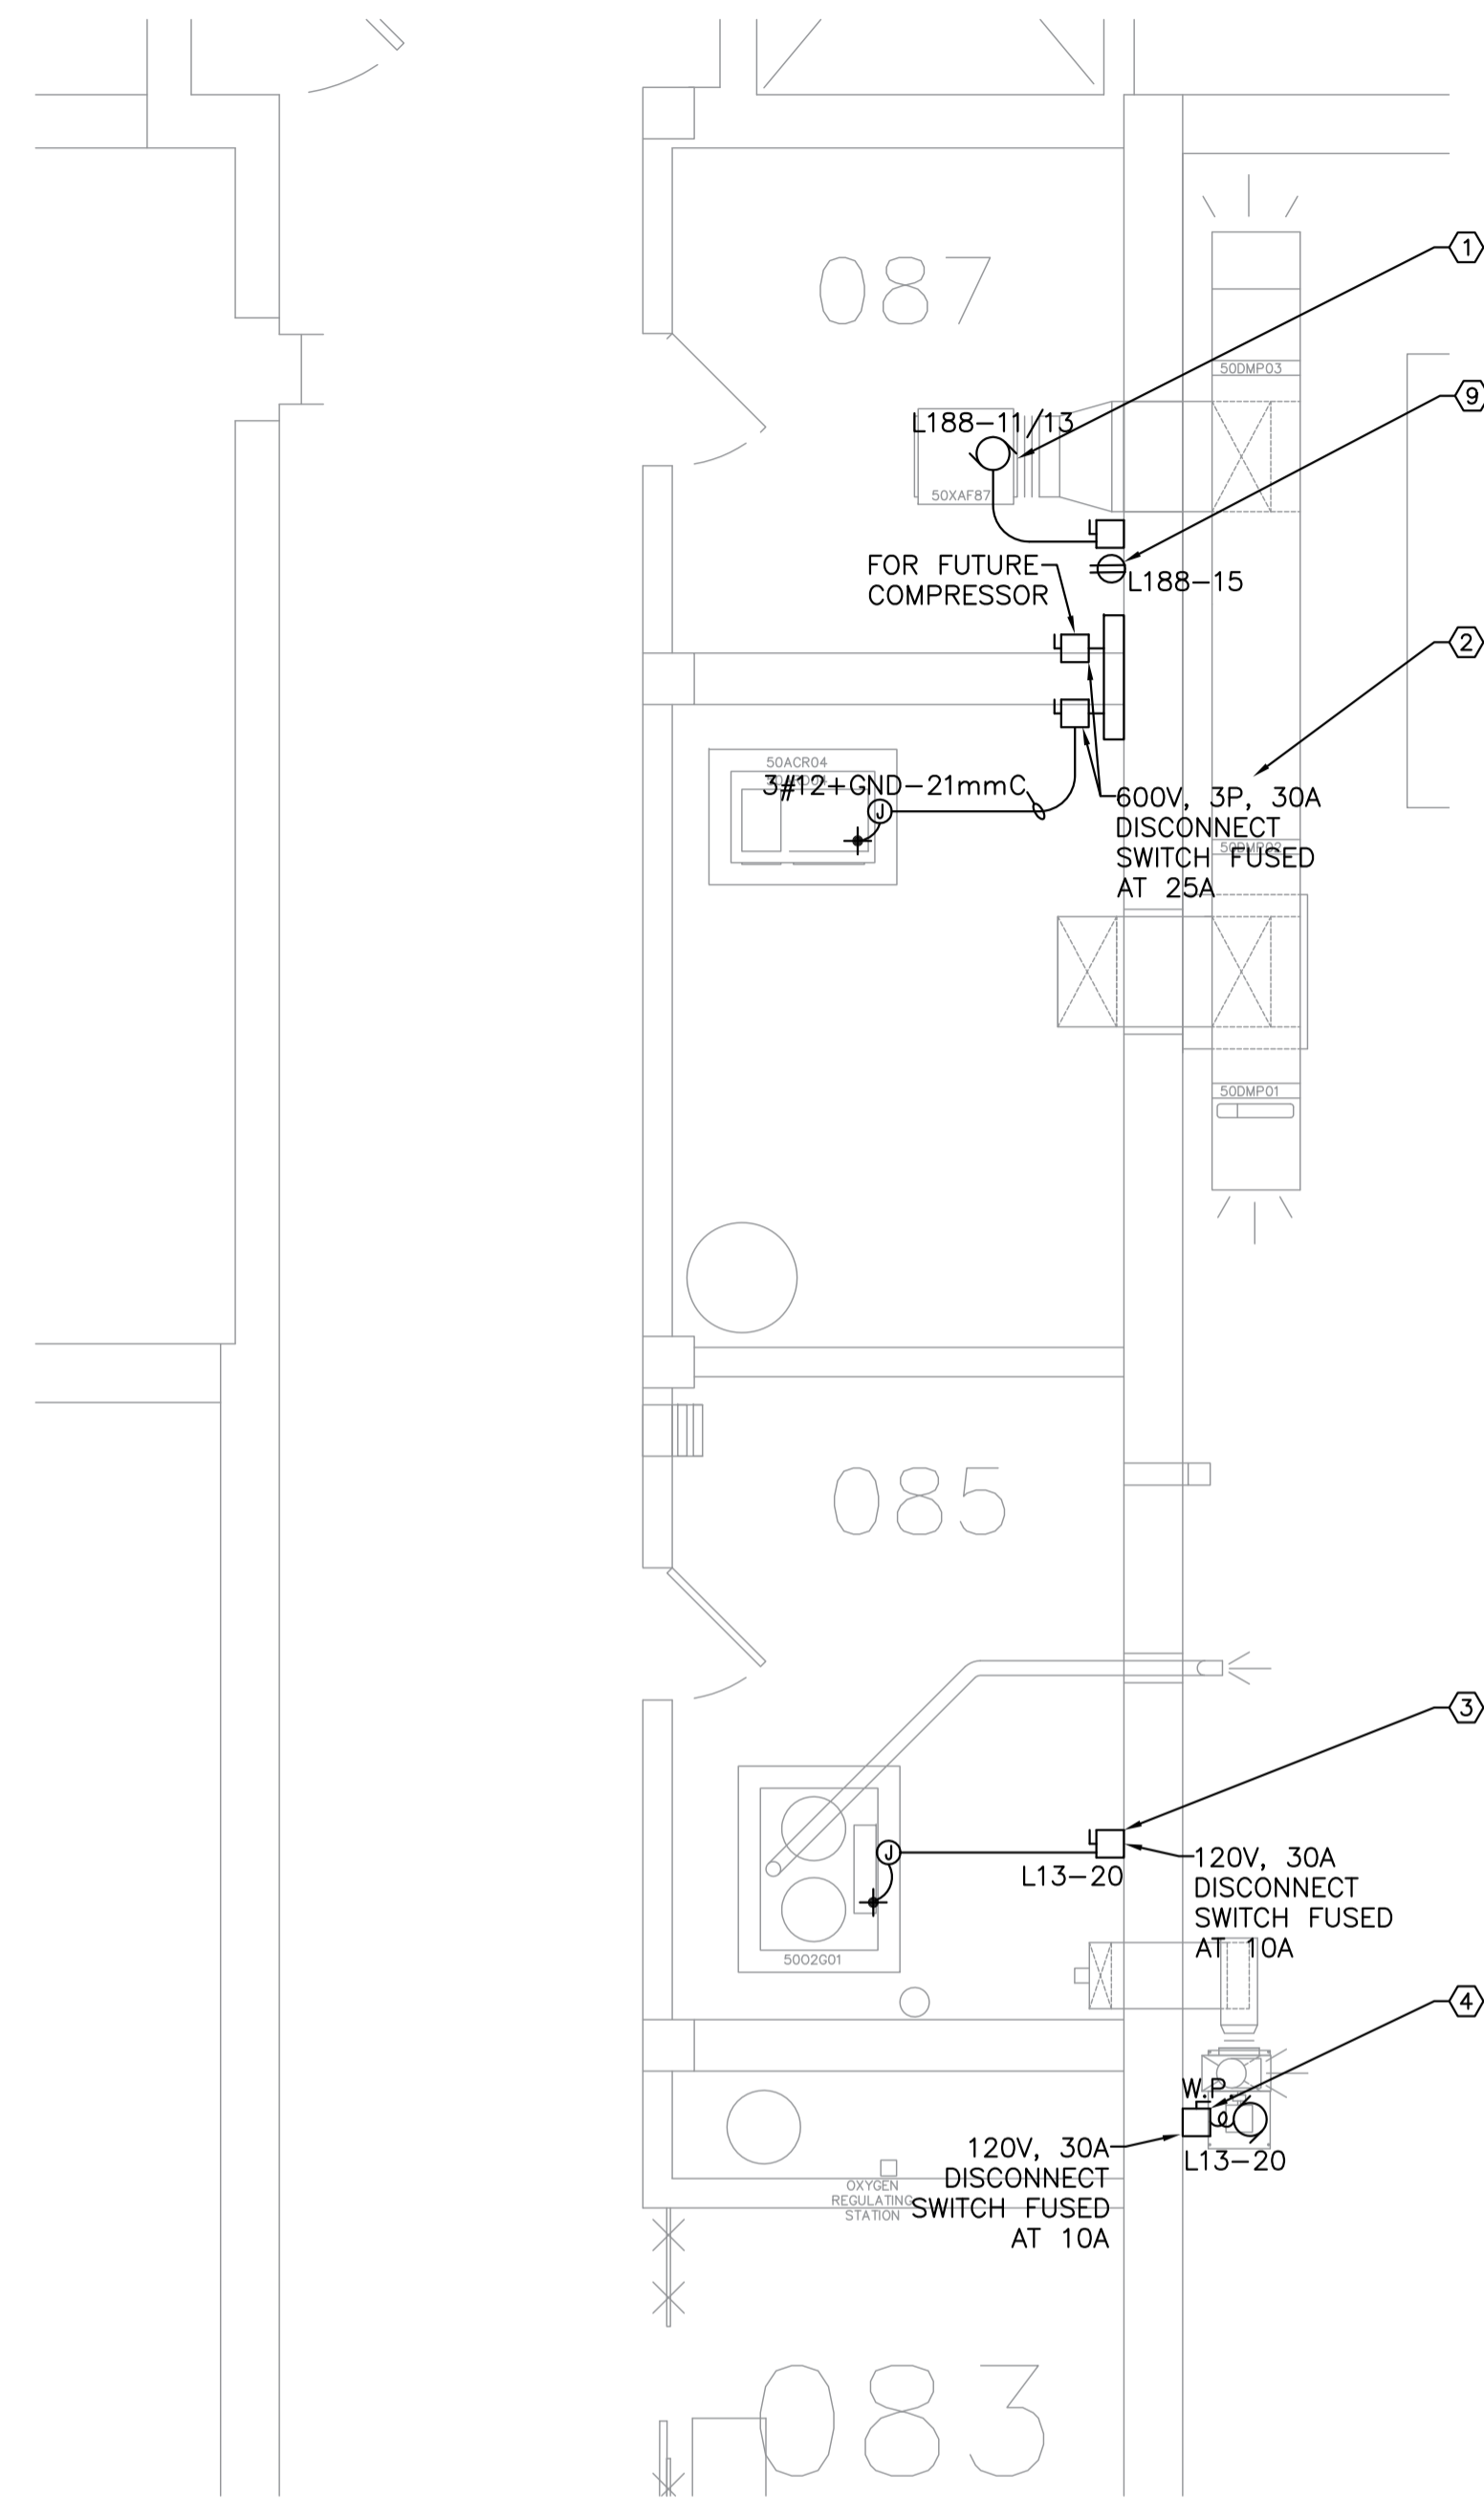 087
1
50DMP03
9
L188-11/13
50XAF87
FOR FUTURE
COMPRESSOR
L188-15
2
50ACR04
3#12+GND-21mmC
J
600V, 3P, 30A
DISCONNECT
SWITCH FUSED
AT 25A
50DMP02
50DMP01
085
3
J
L13-20
120V, 30A
DISCONNECT
SWITCH FUSED
AT 10A
50O2G01
4
W.P.
L13-20
120V, 30A
DISCONNECT
SWITCH FUSED
AT 10A
OXYGEN
REGULATING
STATION
083